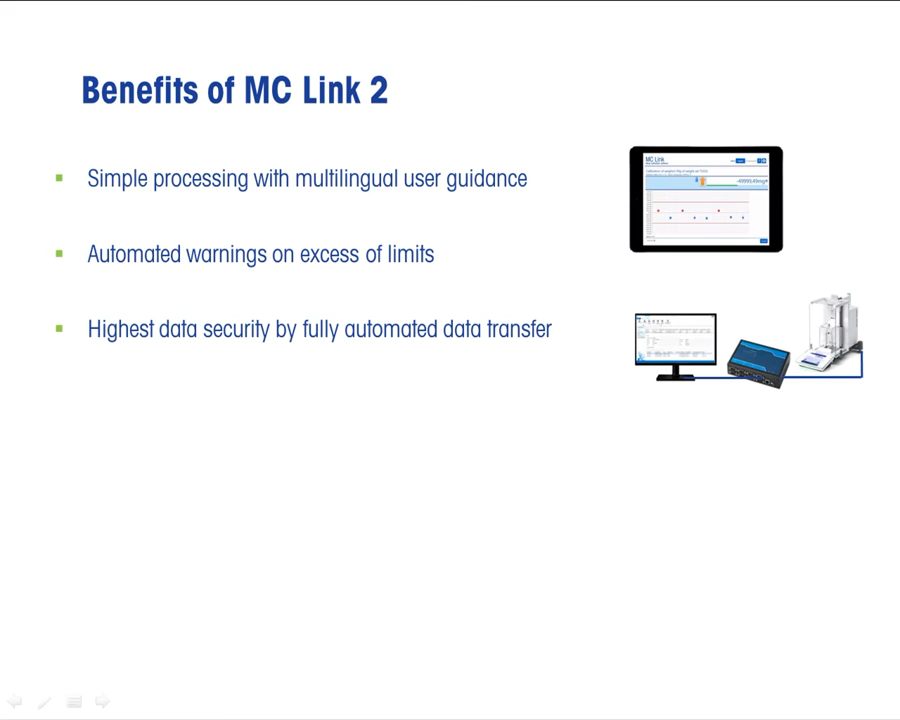 Benefits of MC Link 2
Simple processing with multilingual user guidance
Automated warnings on excess of limits
Highest data security by fully automated data transfer
MC Link